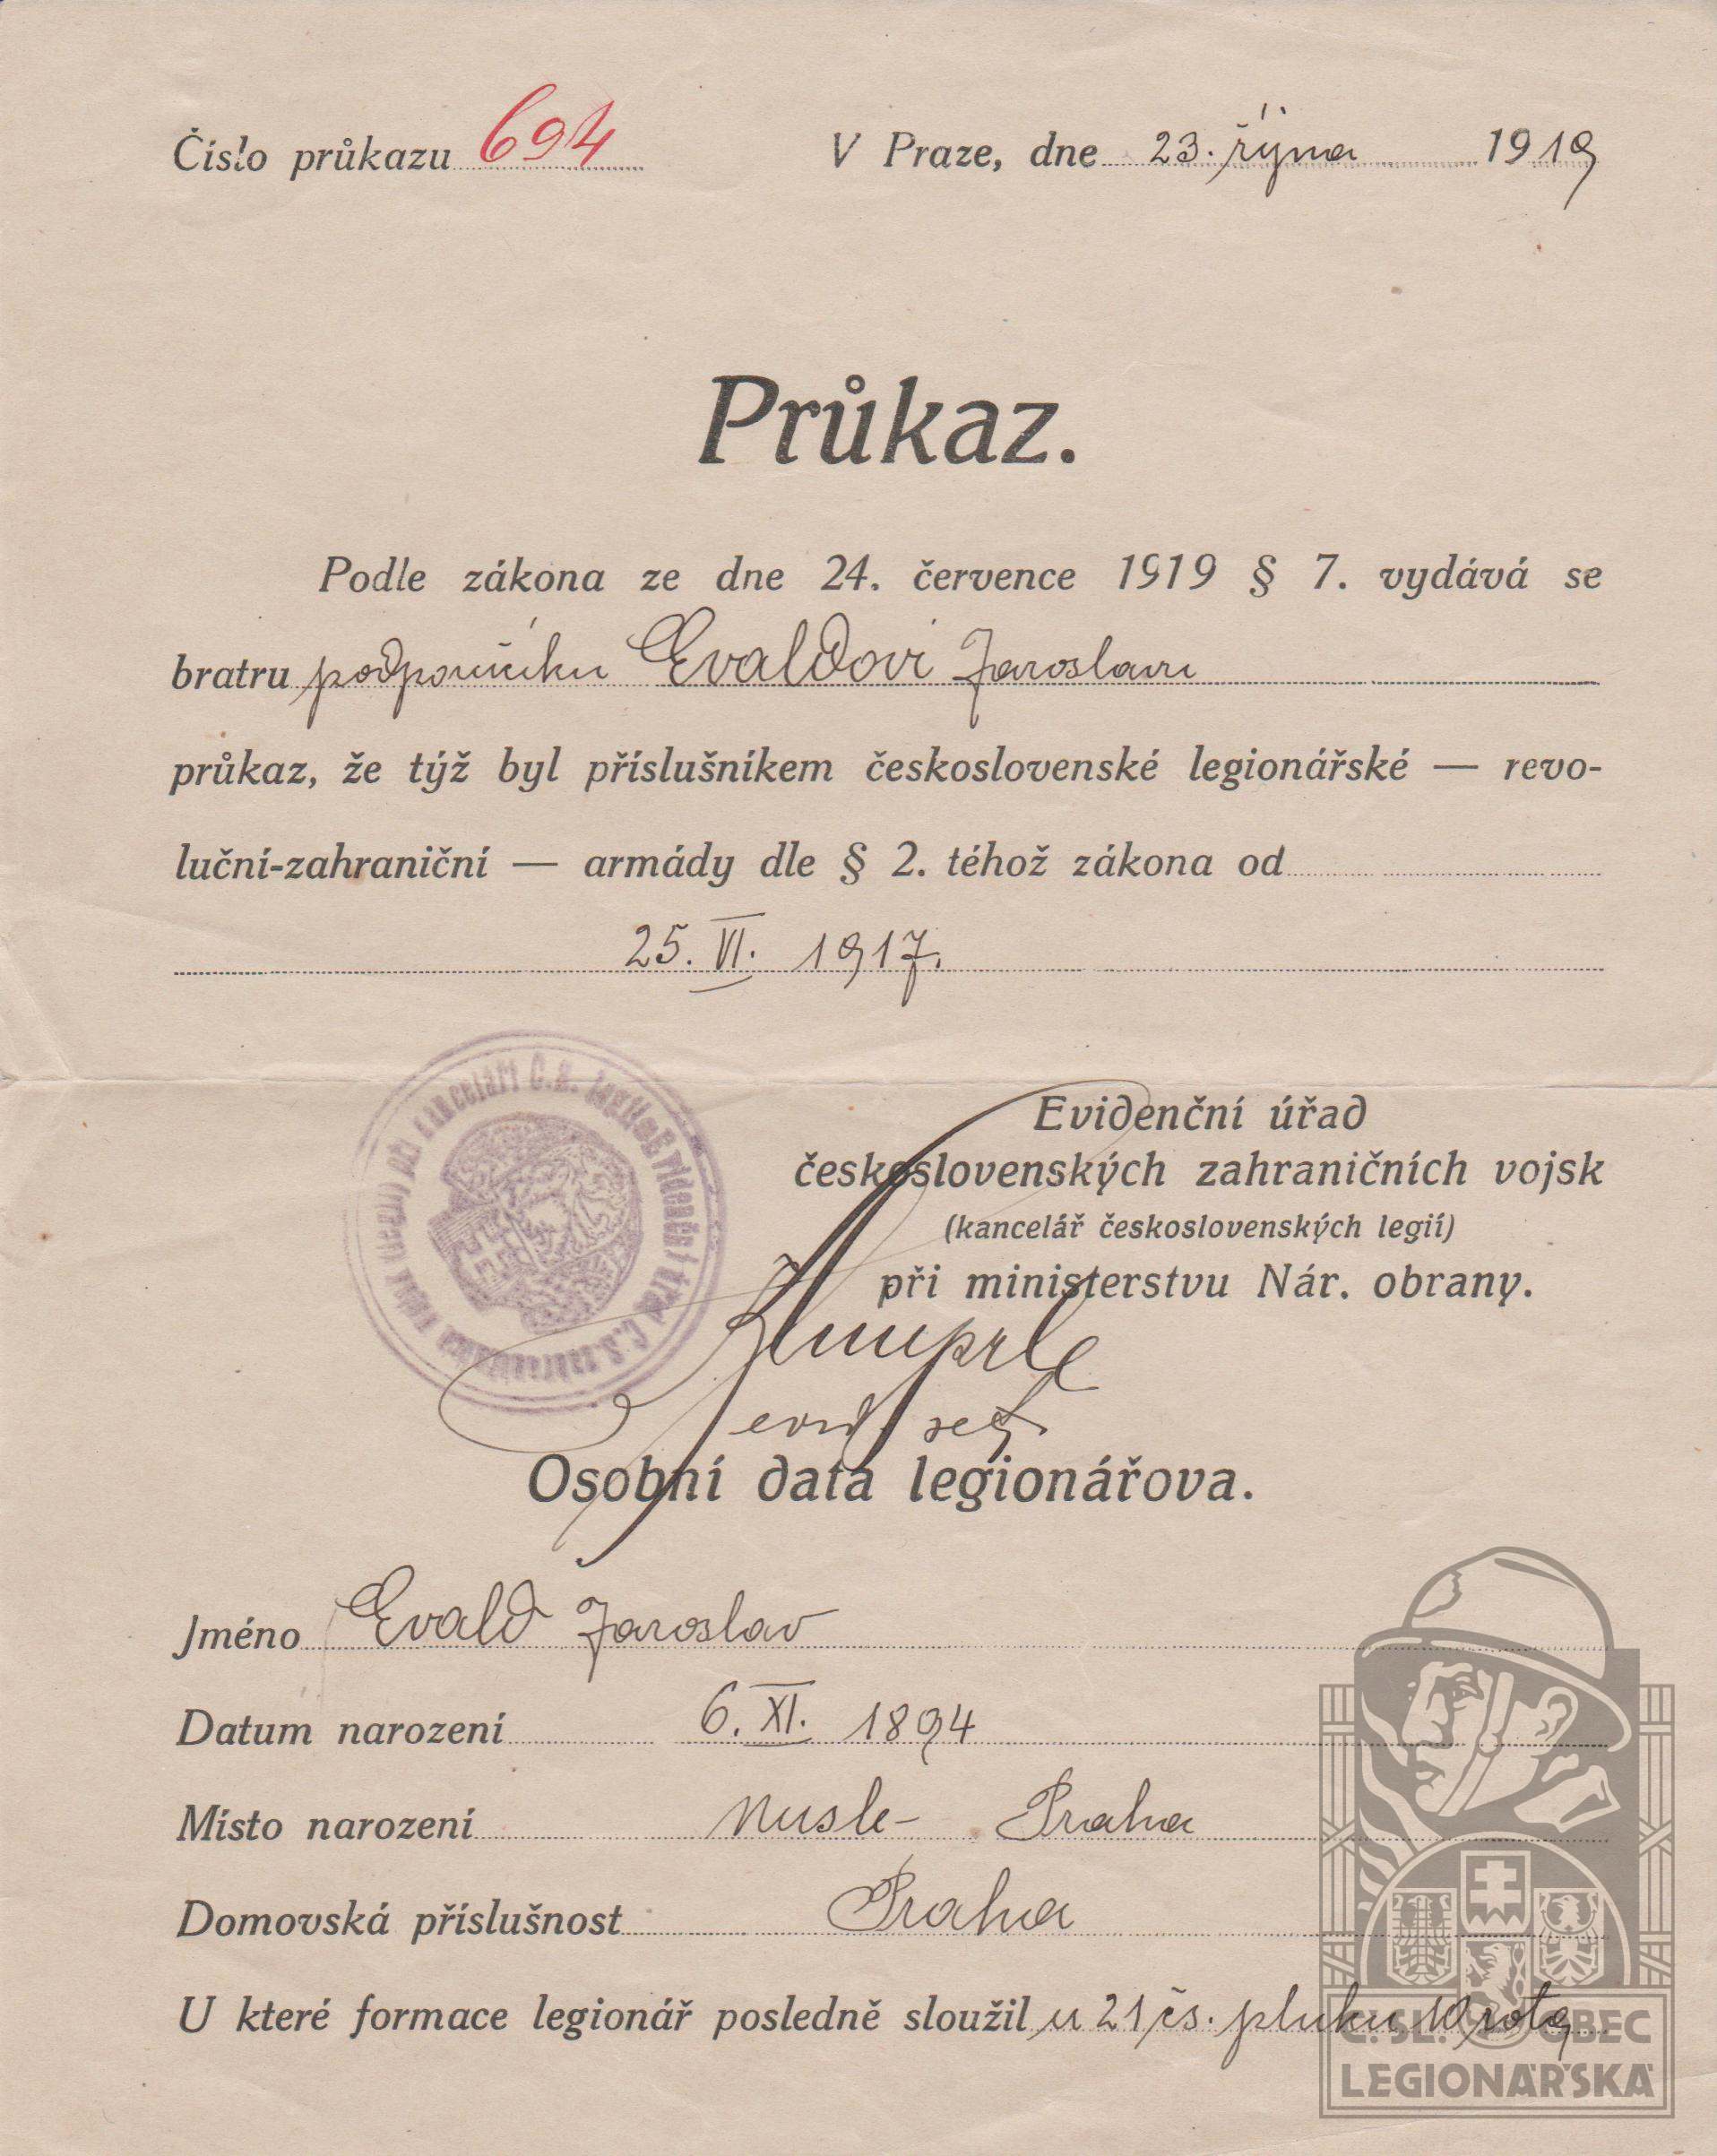 Číslo průkazu 694 V Praze, dne 23. října 1919
Průkaz.
Podle zákona ze dne 24. července 1919 § 7. vydává se
bratru podporučíku Evaldovi Jaroslavu
průkaz, že týž byl příslušníkem československé legionářské — revo-
luční-zahraniční — armády dle § 2. téhož zákona od
25. VI. 1917.
Evidenční úřad
československých zahraničních vojsk
(kancelář československých legií)
při ministerstvu Nár. obrany.
Osobní data legionářova.
Jméno Evald Jaroslav
Datum narození 6. XI. 1894
Místo narození Nusle - Praha
Domovská příslušnost Praha
U které formace legionář posledně sloužil u 21 čs. pluku 10 rota
Č. SL. OBEC
LEGIONÁŘSKÁ